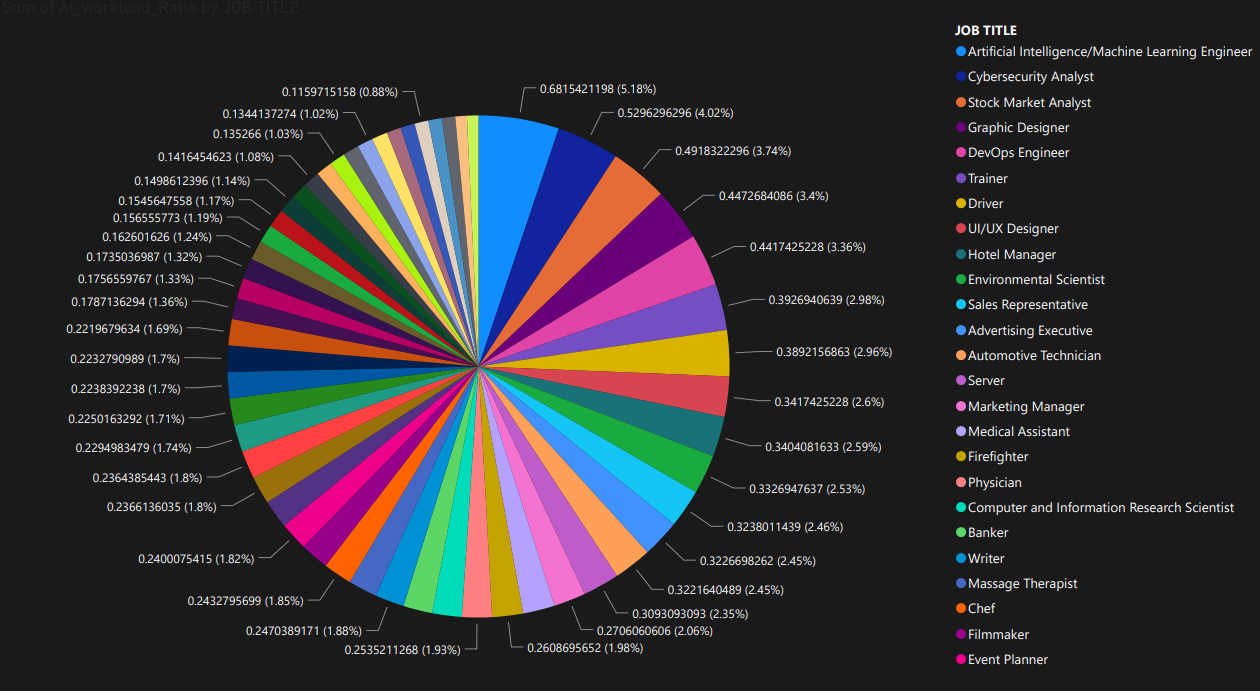 Sum of AI_workload_Ratio by JOB TITLE
0.6815421198 (5.18%)
0.5296296296 (4.02%)
0.4918322296 (3.74%)
0.4472684086 (3.4%)
0.4417425228 (3.36%)
0.3926940639 (2.98%)
0.3892156863 (2.96%)
0.3417425228 (2.6%)
0.3404081633 (2.59%)
0.3326947637 (2.53%)
0.3238011439 (2.46%)
0.3226698262 (2.45%)
0.3221640489 (2.45%)
0.3093093093 (2.35%)
0.2706060606 (2.06%)
0.2608695652 (1.98%)
0.2535211268 (1.93%)
0.2470389171 (1.88%)
0.2432795699 (1.85%)
0.2400075415 (1.82%)
0.2366136035 (1.8%)
0.2364385443 (1.8%)
0.2294983479 (1.74%)
0.2250163292 (1.71%)
0.2238392238 (1.7%)
0.2232790989 (1.7%)
0.2219679634 (1.69%)
0.1787136294 (1.36%)
0.1756559767 (1.33%)
0.1735036987 (1.32%)
0.162601626 (1.24%)
0.156555773 (1.19%)
0.1545647558 (1.17%)
0.1498612396 (1.14%)
0.1416454623 (1.08%)
0.135266 (1.03%)
0.1344137274 (1.02%)
0.1159715158 (0.88%)
JOB TITLE
Artificial Intelligence/Machine Learning Engineer
Cybersecurity Analyst
Stock Market Analyst
Graphic Designer
DevOps Engineer
Trainer
Driver
UI/UX Designer
Hotel Manager
Environmental Scientist
Sales Representative
Advertising Executive
Automotive Technician
Server
Marketing Manager
Medical Assistant
Firefighter
Physician
Computer and Information Research Scientist
Banker
Writer
Massage Therapist
Chef
Filmmaker
Event Planner